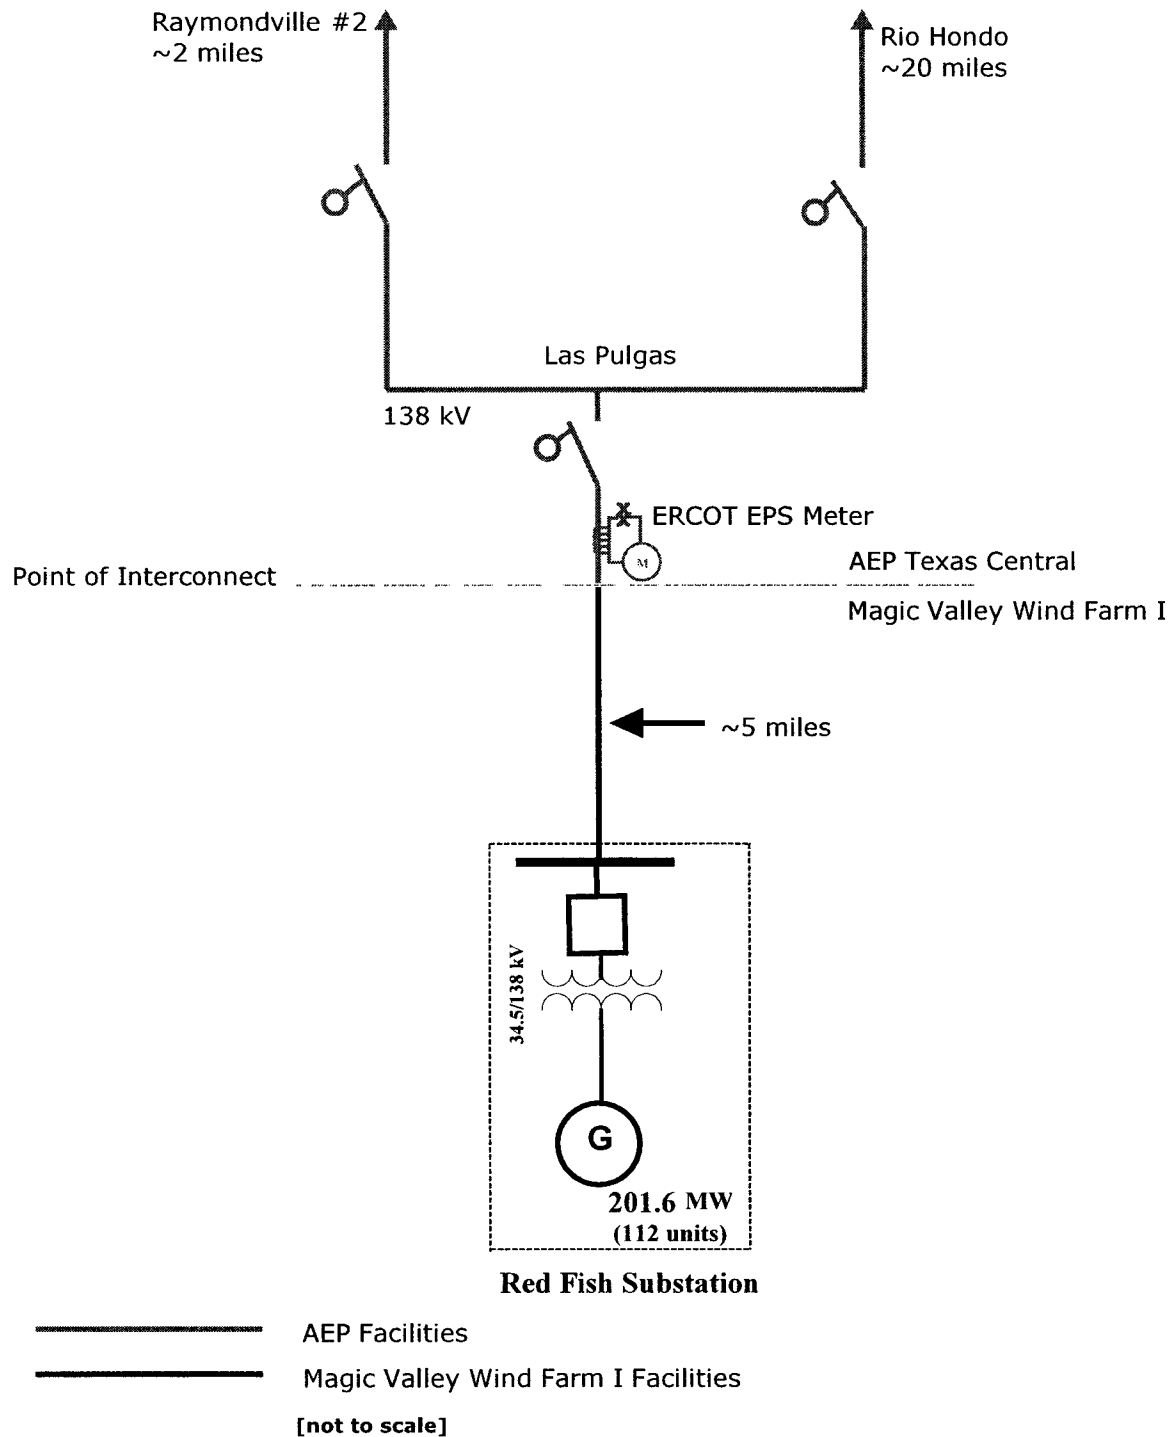 Raymondville #2
~2 miles
Rio Hondo
~20 miles
Las Pulgas
138 kV
ERCOT EPS Meter
M
AEP Texas Central
Point of Interconnect
Magic Valley Wind Farm I
~5 miles
34.5/138 kV
G
201.6 MW
(112 units)
Red Fish Substation
AEP Facilities
Magic Valley Wind Farm I Facilities
[not to scale]